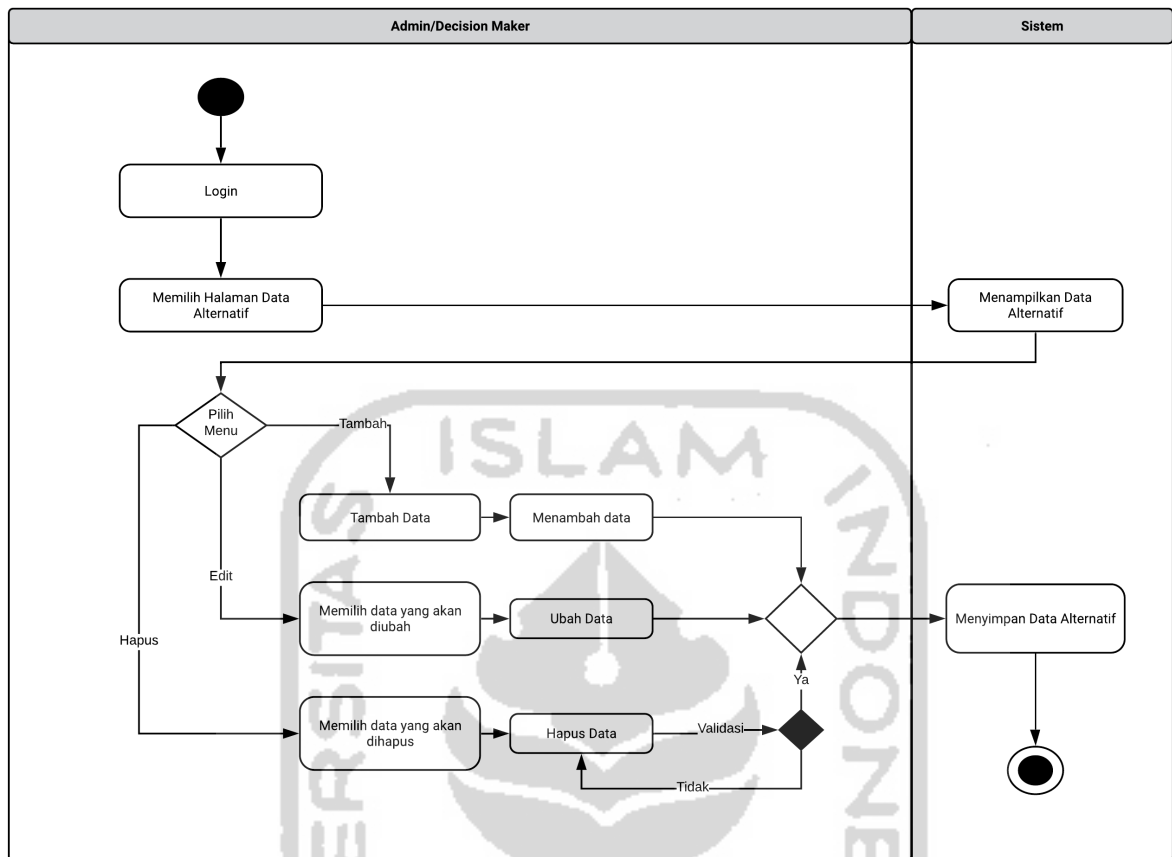 Admin/Decision Maker
Sistem
Login
Memilih Halaman Data
Alternatif
Menampilkan Data
Alternatif
Pilih
Menu
Tambah
Tambah Data
Menambah data
Edit
Memilih data yang akan
diubah
Ubah Data
Menyimpan Data Alternatif
Hapus
Ya
Memilih data yang akan
dihapus
Hapus Data
Validasi
Tidak
ISLAM
ERSITAS
INDONE